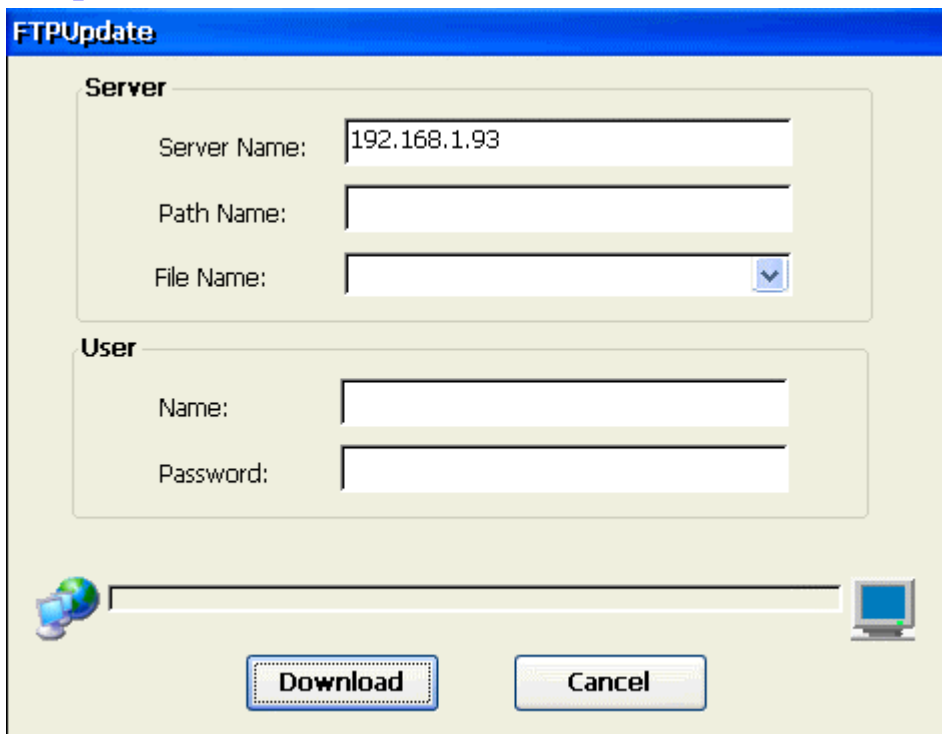 FTPUpdate
Server
Server Name:
192.168.1.93
Path Name:
File Name:
User
Name:
Password:
Download
Cancel